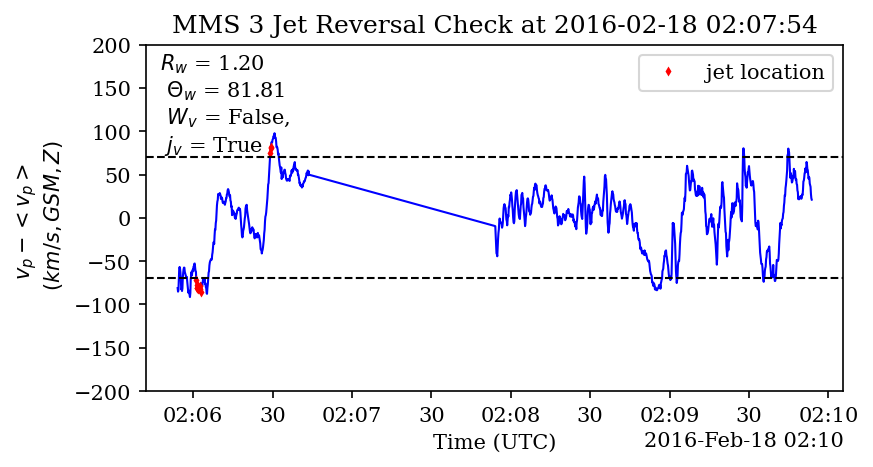 MMS 3 Jet Reversal Check at 2016-02-18 02:07:54
200
150
100
50
0
−50
−100
−150
−200
v_p − < v_p >
(km/s, GSM, Z)
R_w = 1.20
Θ_w = 81.81
W_v = False,
j_v = True
jet location
02:06 30 02:07 30 02:08 30 02:09 30 02:10
Time (UTC)
2016-Feb-18 02:10